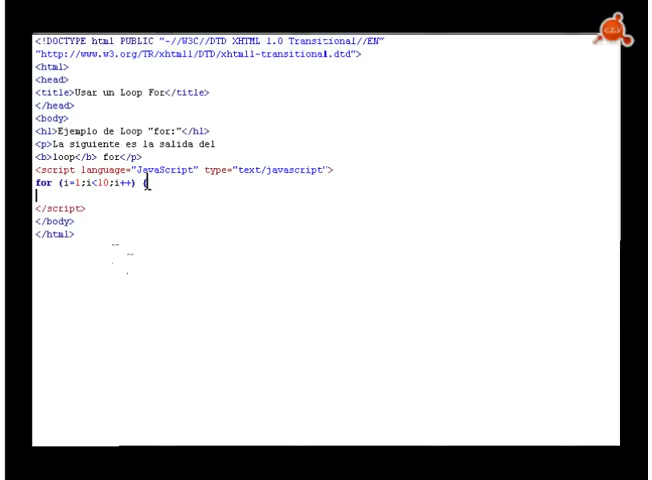 <!DOCTYPE html PUBLIC "-//W3C//DTD XHTML 1.0 Transitional//EN"
"http://www.w3.org/TR/xhtml1/DTD/xhtml1-transitional.dtd">
<html>
<head>
<title>Usar un Loop For</title>
</head>
<body>
<h1>Ejemplo de Loop "for:"</h1>
<p>La siguiente es la salida del
<b>loop</b> for</p>
<script language="JavaScript" type="text/javascript">
for (i=1;i<10;i++) {
</script>
</body>
</html>